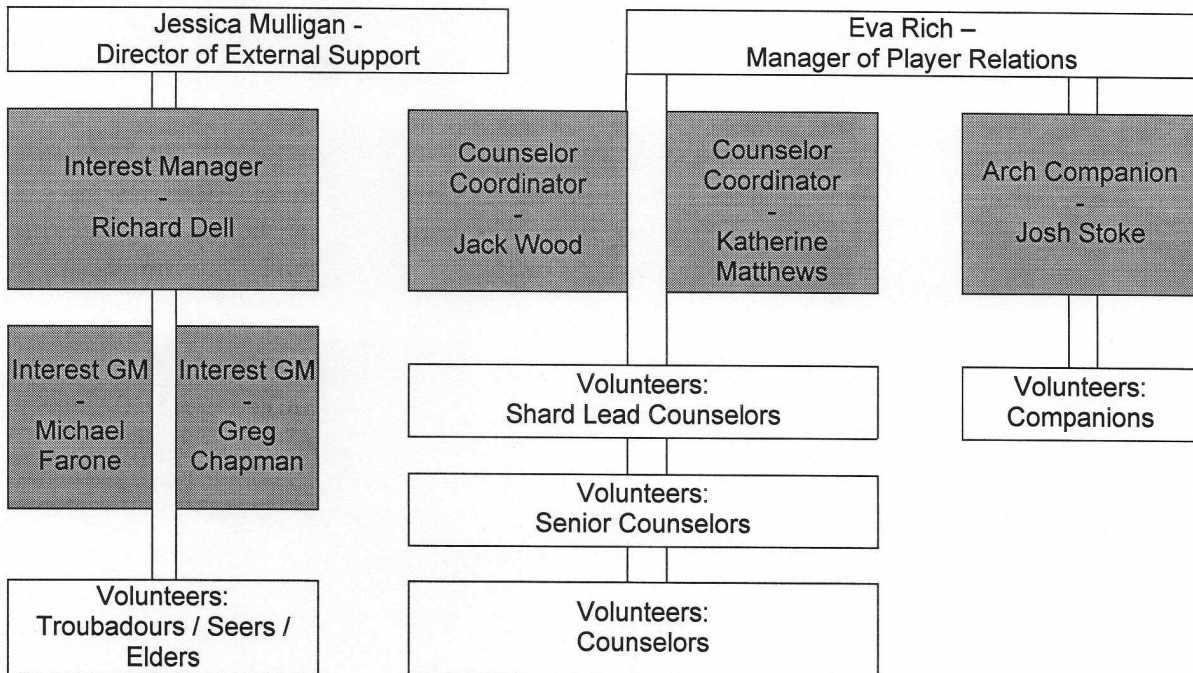 Jessica Mulligan -
Director of External Support
Eva Rich –
Manager of Player Relations
Interest Manager
-
Richard Dell
Counselor
Coordinator
-
Jack Wood
Counselor
Coordinator
-
Katherine
Matthews
Arch Companion
-
Josh Stoke
Interest GM
-
Michael
Farone
Interest GM
-
Greg
Chapman
Volunteers:
Shard Lead Counselors
Volunteers:
Companions
Volunteers:
Senior Counselors
Volunteers:
Troubadours / Seers /
Elders
Volunteers:
Counselors